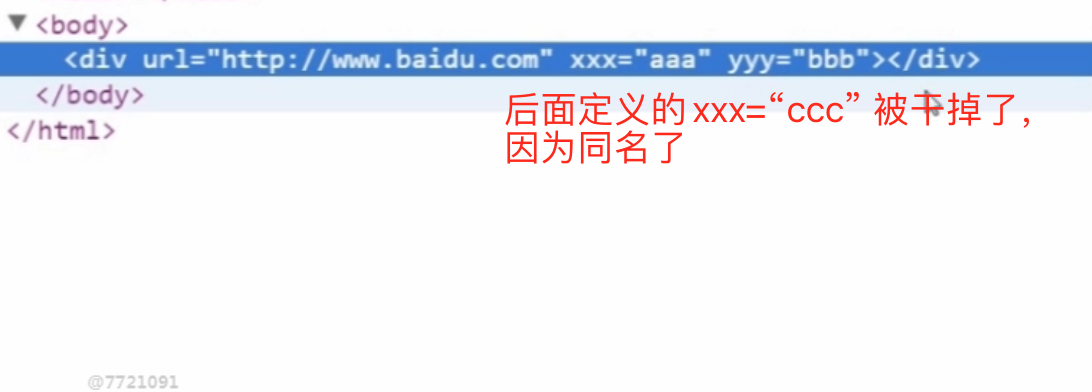 ▼ <body>
<div url="http://www.baidu.com" xxx="aaa" yyy="bbb"></div>
</body>
</html>
后面定义的 xxx=“ccc” 被干掉了，
因为同名了
@7721091